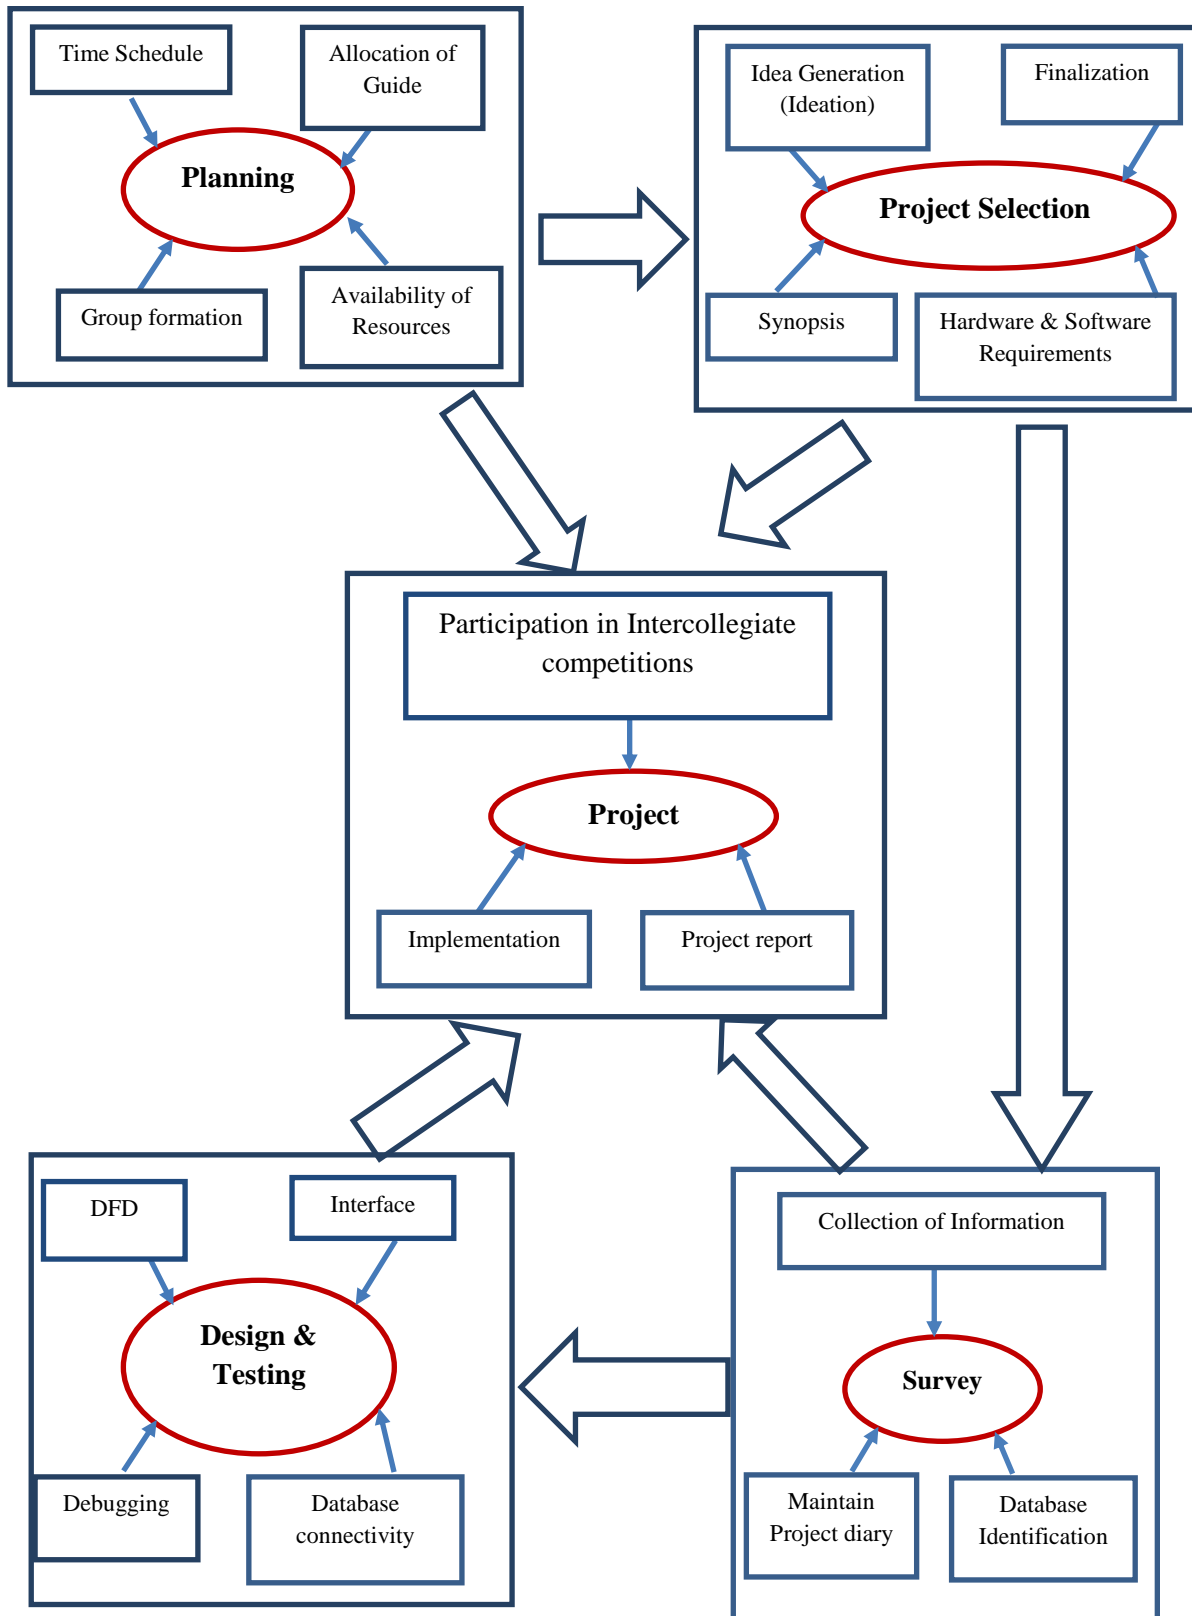 Time Schedule
Allocation of
Guide
Planning
Group formation
Availability of
Resources
Idea Generation
(Ideation)
Finalization
Project Selection
Synopsis
Hardware & Software
Requirements
Participation in Intercollegiate
competitions
Project
Implementation
Project report
DFD
Interface
Design &
Testing
Debugging
Database
connectivity
Collection of Information
Survey
Maintain
Project diary
Database
Identification